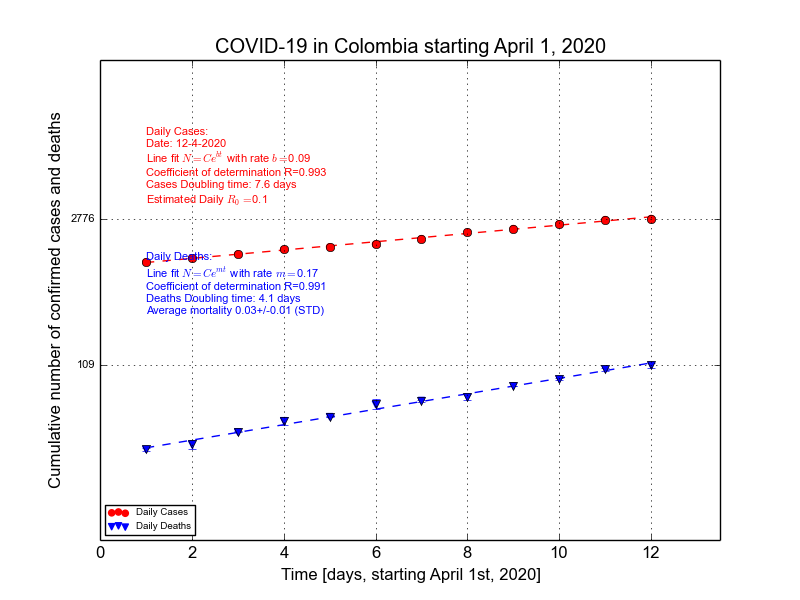 COVID-19 in Colombia starting April 1, 2020
Cumulative number of confirmed cases and deaths
Daily Cases:
Date: 12-4-2020
Line fit N=Ce^{bt} with rate b=0.09
Coefficient of determination R=0.993
Cases Doubling time: 7.6 days
Estimated Daily R_0 =0.1
2776
Daily Deaths:
Line fit N=Ce^{mt} with rate m=0.17
Coefficient of determination R=0.991
Deaths Doubling time: 4.1 days
Average mortality 0.03+/-0.01 (STD)
109
Daily Cases
Daily Deaths
0 2 4 6 8 10 12
Time [days, starting April 1st, 2020]